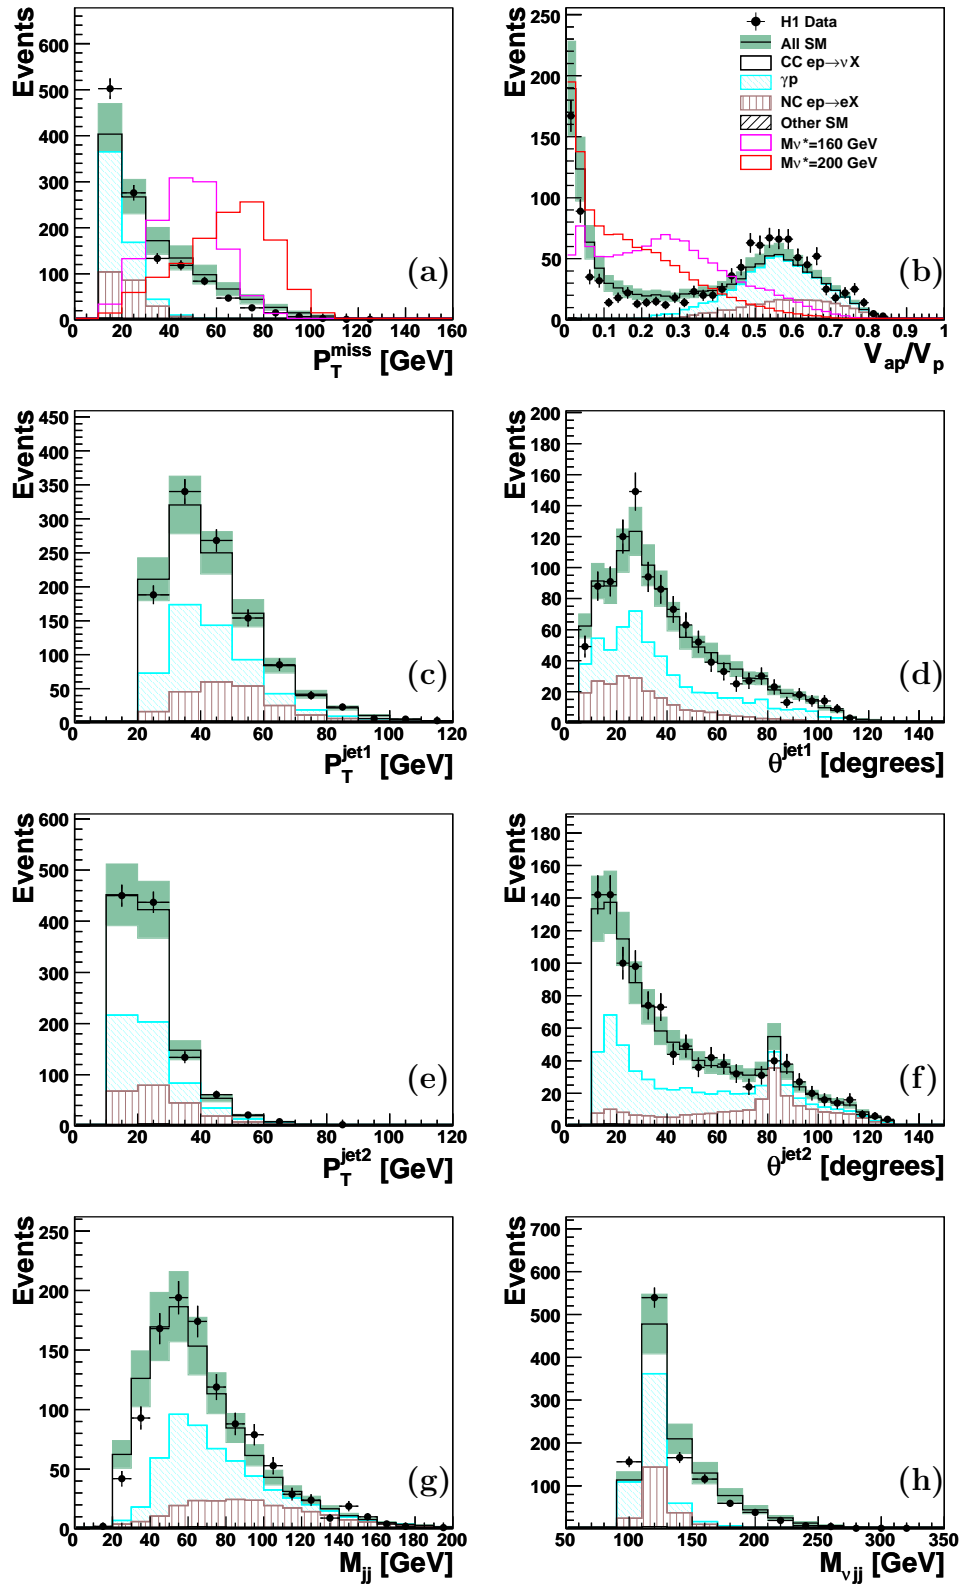 Events
600
500
400
300
200
100
0
0 20 40 60 80 100 120 140 160
P_T^miss [GeV]
(a)
Events
250
200
150
100
50
0
0 0.1 0.2 0.3 0.4 0.5 0.6 0.7 0.8 0.9 1
V_ap/V_p
(b)
H1 Data
All SM
CC ep→νX
γp
NC ep→eX
Other SM
Mν*=160 GeV
Mν*=200 GeV
Events
450
400
350
300
250
200
150
100
50
0
0 20 40 60 80 100 120
P_T^jet1 [GeV]
(c)
Events
200
180
160
140
120
100
80
60
40
20
0
0 20 40 60 80 100 120 140
θ^jet1 [degrees]
(d)
Events
600
500
400
300
200
100
0
0 20 40 60 80 100 120
P_T^jet2 [GeV]
(e)
Events
180
160
140
120
100
80
60
40
20
0
0 20 40 60 80 100 120 140
θ^jet2 [degrees]
(f)
Events
250
200
150
100
50
0
0 20 40 60 80 100 120 140 160 180 200
M_jj [GeV]
(g)
Events
700
600
500
400
300
200
100
0
50 100 150 200 250 300 350
M_νjj [GeV]
(h)